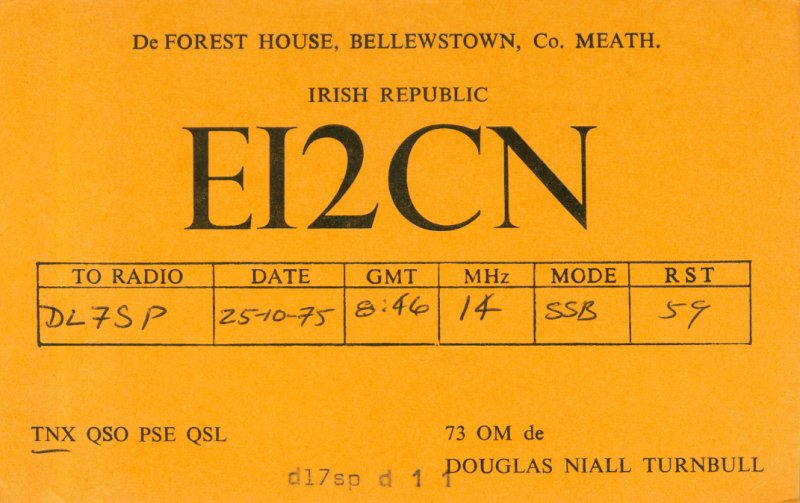 De FOREST HOUSE, BELLEWSTOWN, Co. MEATH.
IRISH REPUBLIC
EI2CN
TO RADIO DATE GMT MHz MODE RST
DL7SP 25-10-75 8:46 14 SSB 59
TNX QSO PSE QSL
73 OM de
DOUGLAS NIALL TURNBULL
dl7sp d 1 1